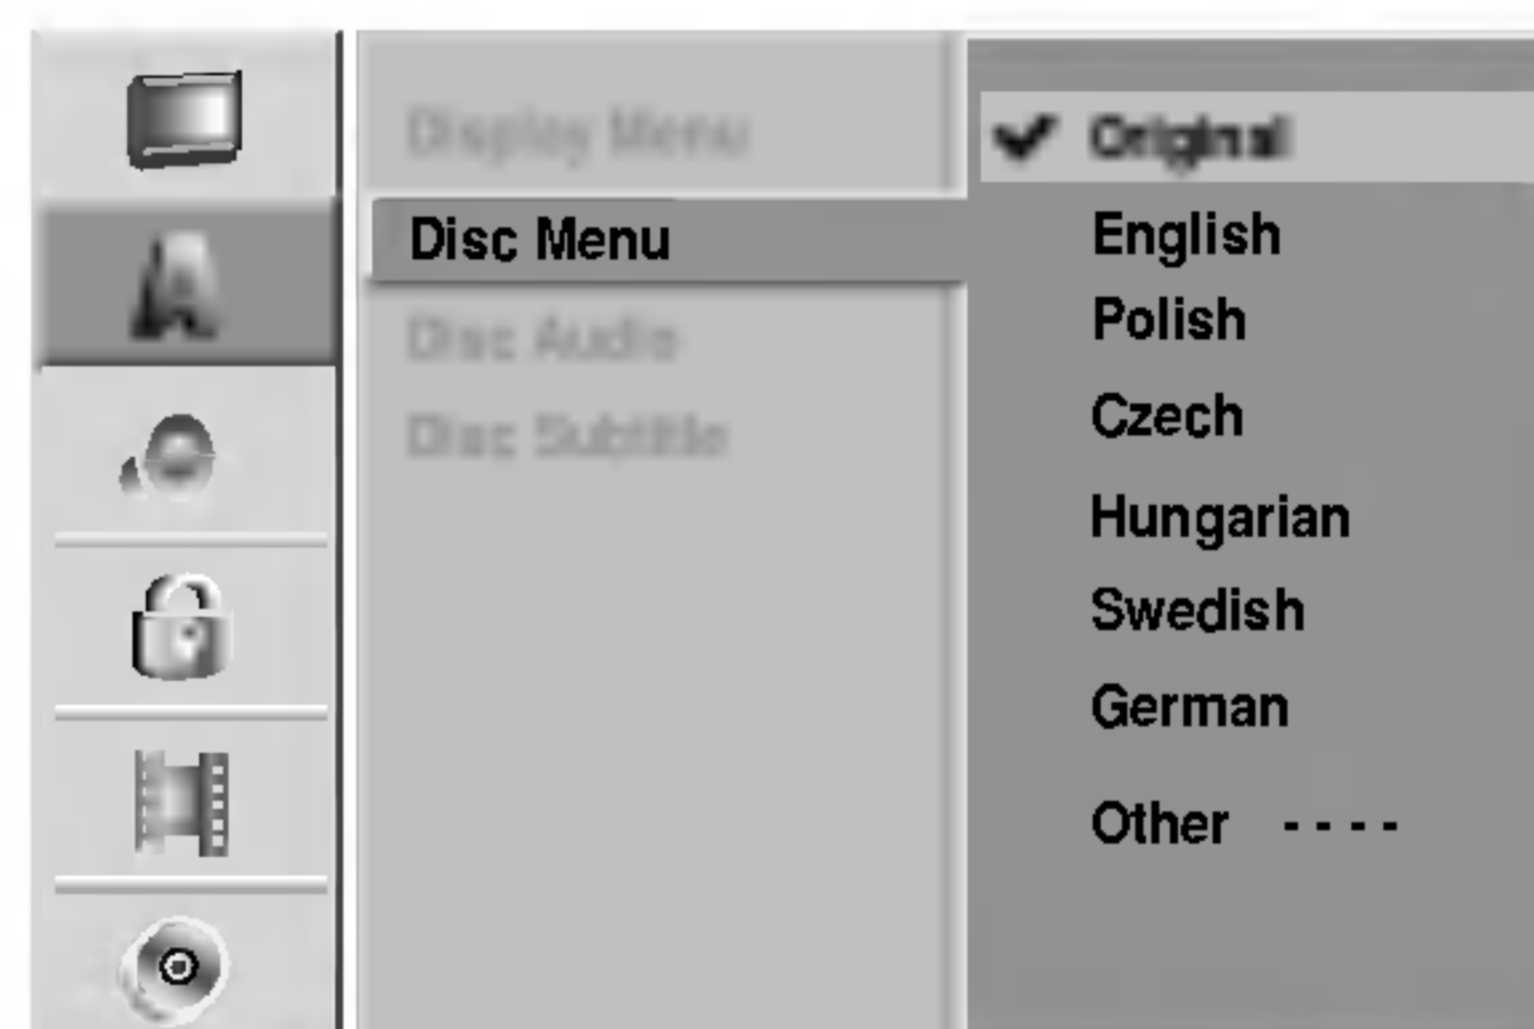 Display Menu
Disc Menu
Disc Audio
Disc Subtitle
Original
English
Polish
Czech
Hungarian
Swedish
German
Other - - - -